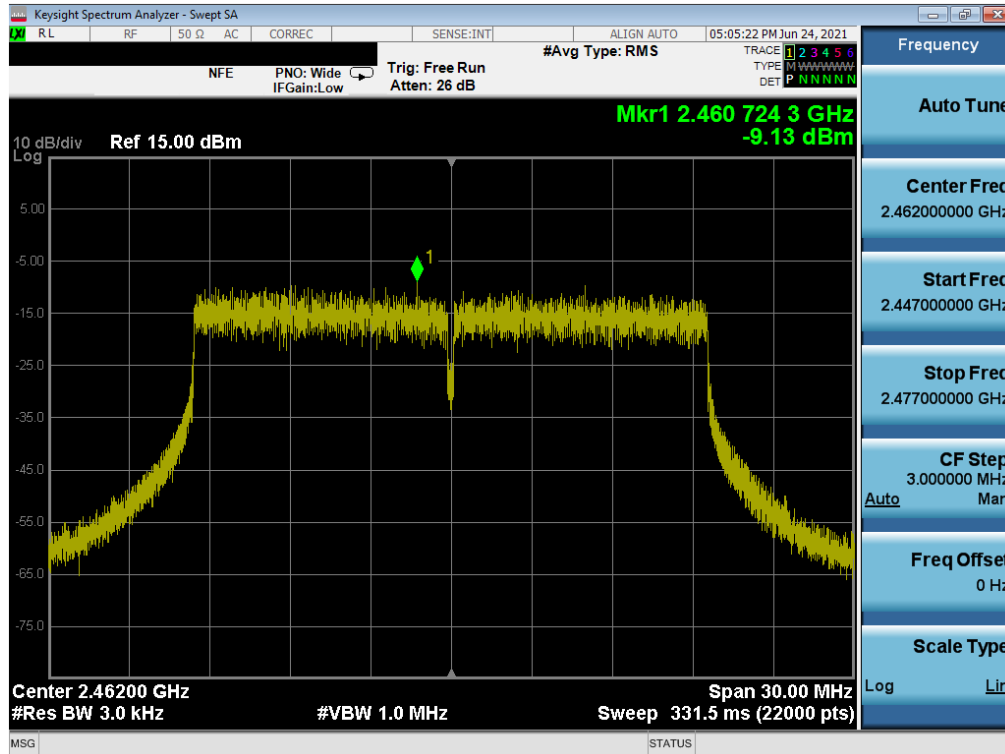 Keysight Spectrum Analyzer - Swept SA
LXI RL RF 50 Ω AC CORREC SENSE:INT ALIGN AUTO 05:05:22 PM Jun 24, 2021
NFE PNO: Wide IFGain:Low Trig: Free Run Atten: 26 dB #Avg Type: RMS
TRACE 1 2 3 4 5 6
TYPE M WWWWW
DET P N N N N N
Mkr1 2.460 724 3 GHz
-9.13 dBm
10 dB/div Ref 15.00 dBm
Log
5.00
-5.00
1
-15.0
-25.0
-35.0
-45.0
-55.0
-65.0
-75.0
Center 2.46200 GHz Span 30.00 MHz
#Res BW 3.0 kHz #VBW 1.0 MHz Sweep 331.5 ms (22000 pts)
MSG STATUS
Frequency
Auto Tune
Center Freq
2.462000000 GHz
Start Freq
2.447000000 GHz
Stop Freq
2.477000000 GHz
CF Step
3.000000 MHz
Auto Man
Freq Offset
0 Hz
Scale Type
Log Lin